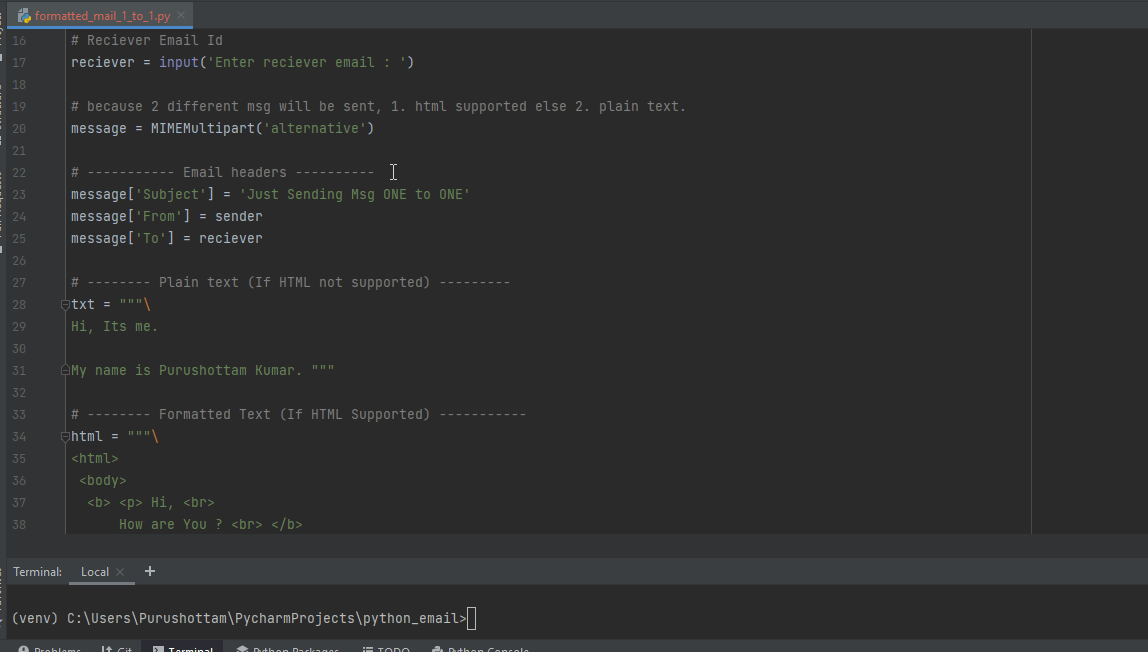 formatted_mail_1_to_1.py
16 # Reciever Email Id
17 reciever = input('Enter reciever email : ')
18
19 # because 2 different msg will be sent, 1. html supported else 2. plain text.
20 message = MIMEMultipart('alternative')
21
22 # ----------- Email headers ----------
23 message['Subject'] = 'Just Sending Msg ONE to ONE'
24 message['From'] = sender
25 message['To'] = reciever
26
27 # -------- Plain text (If HTML not supported) ---------
28 txt = """\
29 Hi, Its me.
30
31 My name is Purushottam Kumar. """
32
33 # -------- Formatted Text (If HTML Supported) -----------
34 html = """\
35 <html>
36 <body>
37 <b> <p> Hi, <br>
38 How are You ? <br> </b>
Terminal: Local +
(venv) C:\Users\Purushottam\PycharmProjects\python_email>
Problems Git Terminal Python Packages TODO Python Console